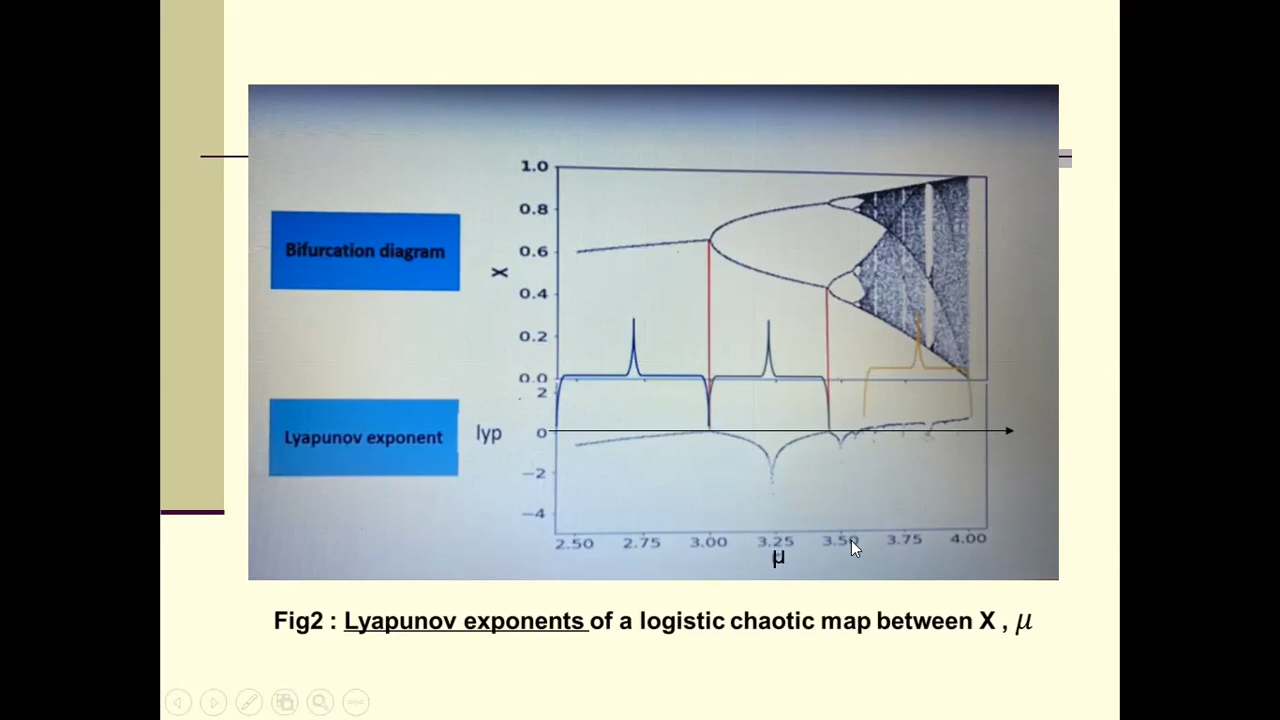 Bifurcation diagram
1.0
0.8
0.6
X
0.4
0.2
0.0
2
Lyapunov exponent
lyp
0
−2
−4
2.50 2.75 3.00 3.25 3.50 3.75 4.00
μ
Fig2 : Lyapunov exponents of a logistic chaotic map between X , μ